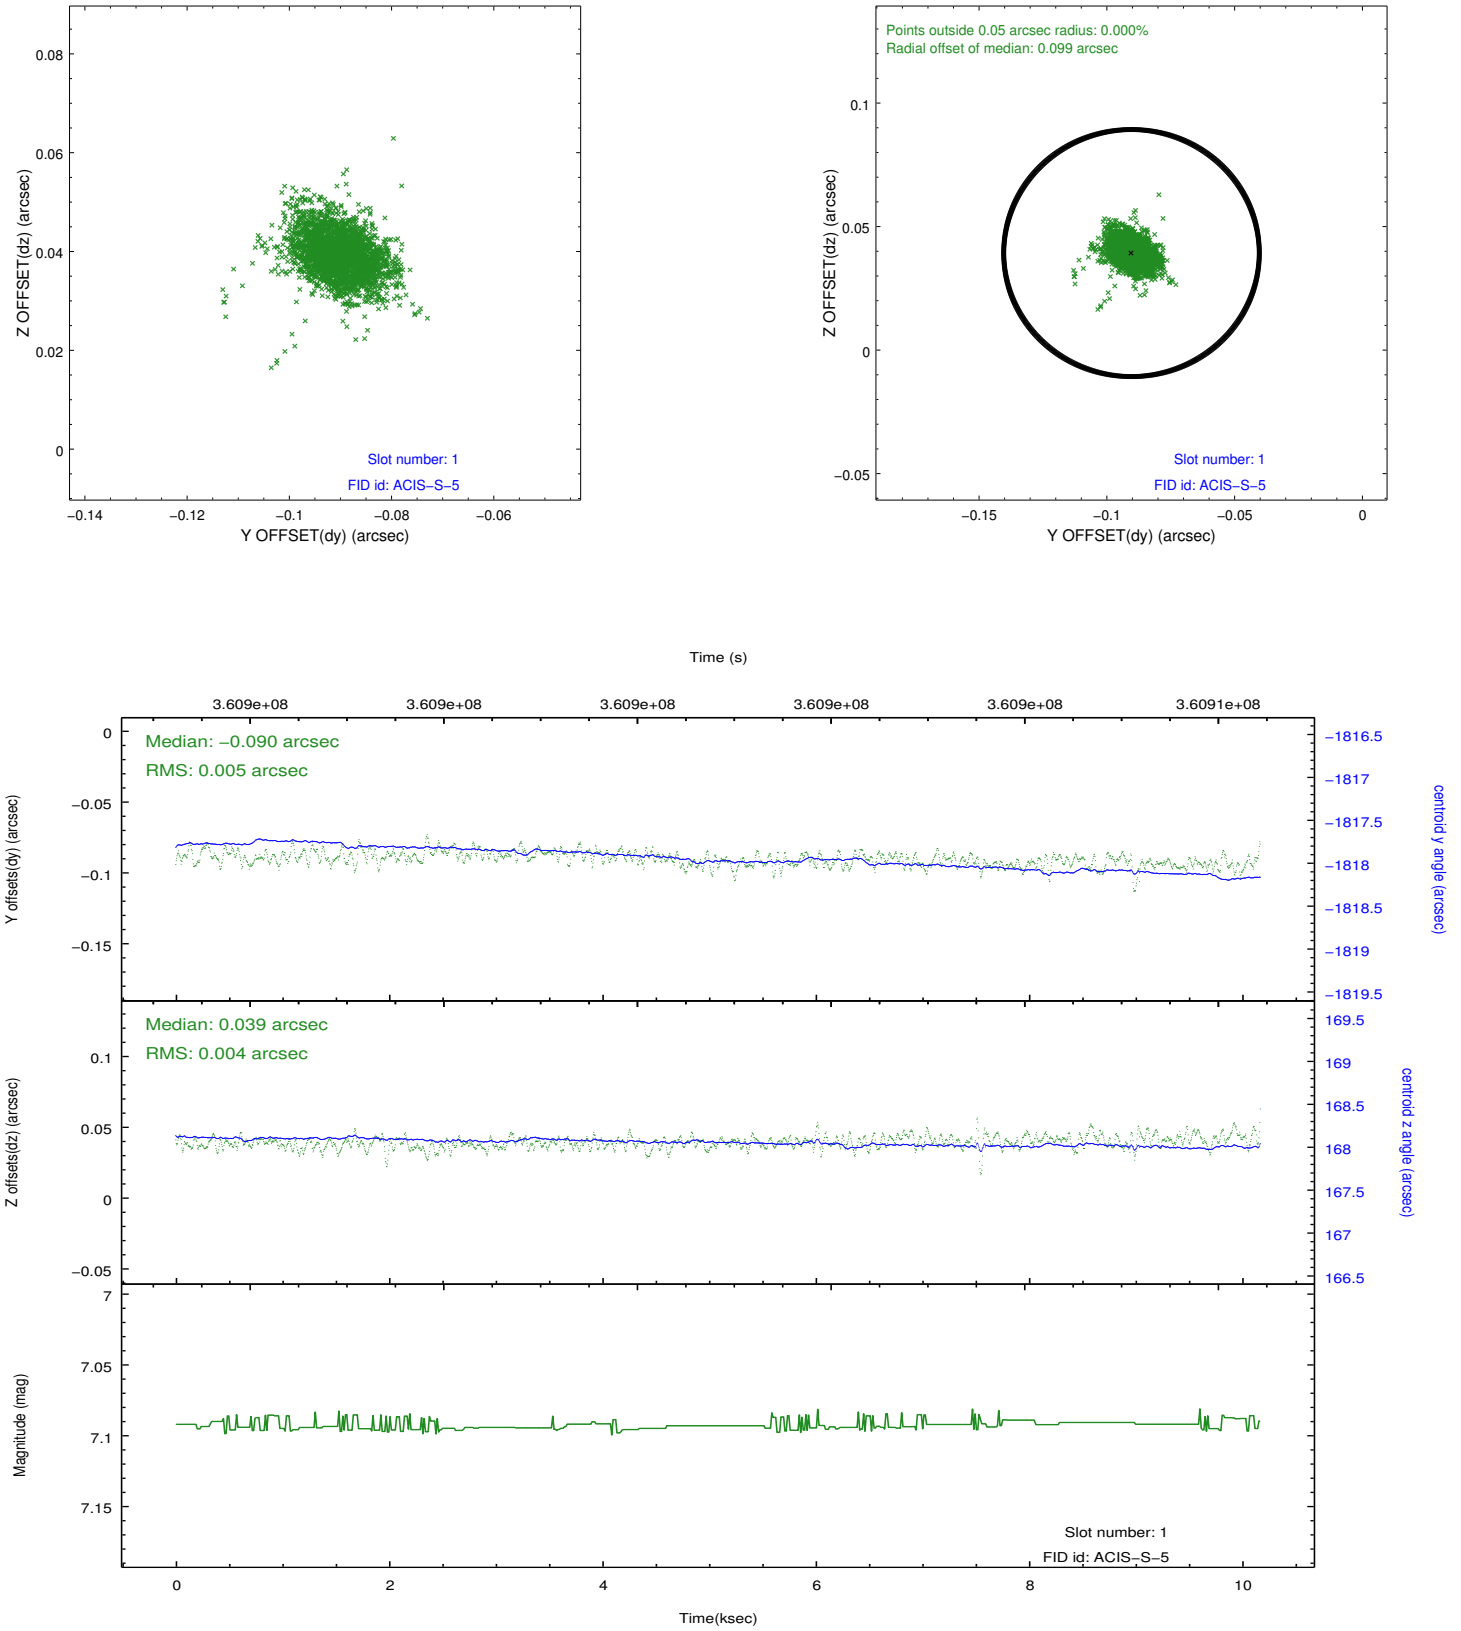 0.08
0.06
0.04
0.02
0
Z OFFSET(dz) (arcsec)
−0.14 −0.12 −0.1 −0.08 −0.06
Y OFFSET(dy) (arcsec)
Slot number: 1
FID id: ACIS−S−5
Points outside 0.05 arcsec radius: 0.000%
Radial offset of median: 0.099 arcsec
0.1
0.05
0
−0.05
Z OFFSET(dz) (arcsec)
−0.15 −0.1 −0.05 0
Y OFFSET(dy) (arcsec)
Slot number: 1
FID id: ACIS−S−5
Time (s)
3.609e+08 3.609e+08 3.609e+08 3.609e+08 3.609e+08 3.6091e+08
Median: −0.090 arcsec
RMS: 0.005 arcsec
0
−0.05
−0.1
−0.15
Y offsets(dy) (arcsec)
−1816.5
−1817
−1817.5
−1818
−1818.5
−1819
−1819.5
centroid y angle (arcsec)
Median: 0.039 arcsec
RMS: 0.004 arcsec
0.1
0.05
0
−0.05
Z offsets(dz) (arcsec)
169.5
169
168.5
168
167.5
167
166.5
centroid z angle (arcsec)
7
7.05
7.1
7.15
Magnitude (mag)
Slot number: 1
FID id: ACIS−S−5
0 2 4 6 8 10
Time(ksec)